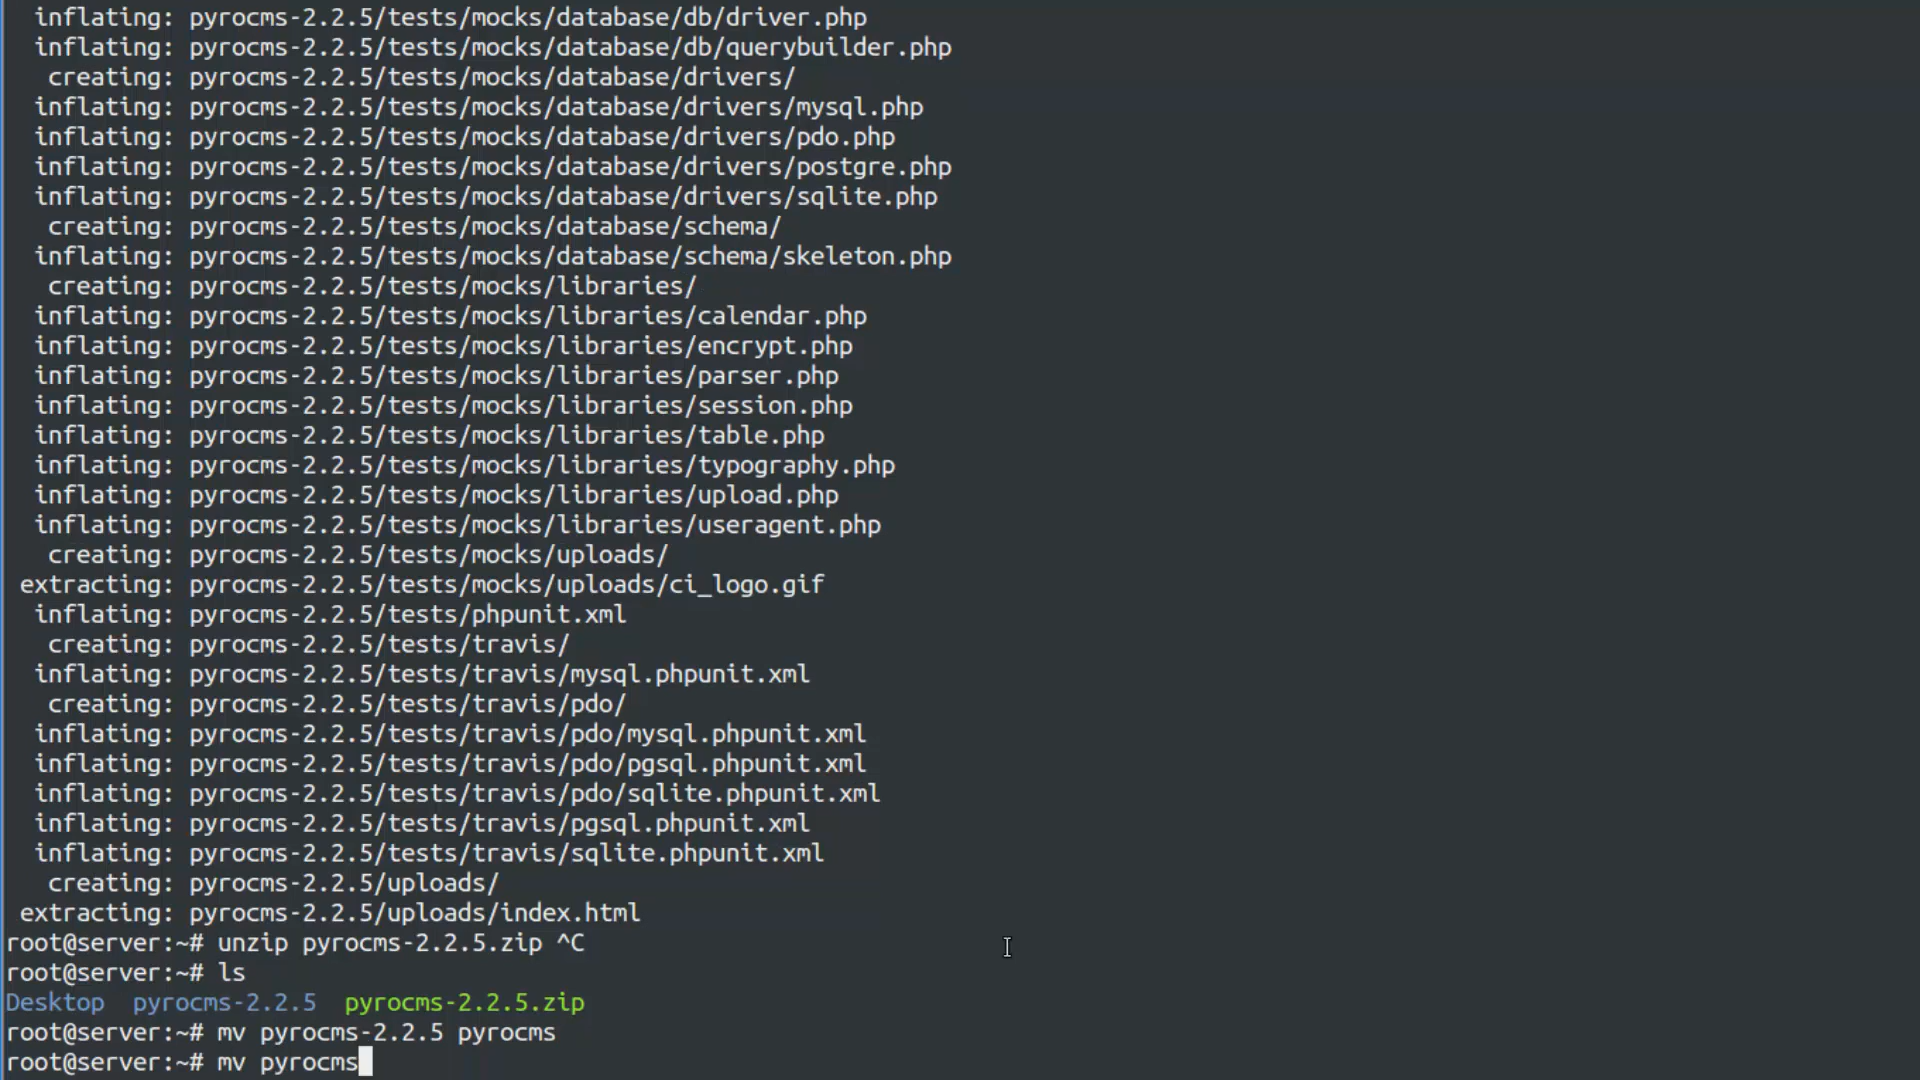 inflating: pyrocms-2.2.5/tests/mocks/database/db/driver.php
inflating: pyrocms-2.2.5/tests/mocks/database/db/querybuilder.php
creating: pyrocms-2.2.5/tests/mocks/database/drivers/
inflating: pyrocms-2.2.5/tests/mocks/database/drivers/mysql.php
inflating: pyrocms-2.2.5/tests/mocks/database/drivers/pdo.php
inflating: pyrocms-2.2.5/tests/mocks/database/drivers/postgre.php
inflating: pyrocms-2.2.5/tests/mocks/database/drivers/sqlite.php
creating: pyrocms-2.2.5/tests/mocks/database/schema/
inflating: pyrocms-2.2.5/tests/mocks/database/schema/skeleton.php
creating: pyrocms-2.2.5/tests/mocks/libraries/
inflating: pyrocms-2.2.5/tests/mocks/libraries/calendar.php
inflating: pyrocms-2.2.5/tests/mocks/libraries/encrypt.php
inflating: pyrocms-2.2.5/tests/mocks/libraries/parser.php
inflating: pyrocms-2.2.5/tests/mocks/libraries/session.php
inflating: pyrocms-2.2.5/tests/mocks/libraries/table.php
inflating: pyrocms-2.2.5/tests/mocks/libraries/typography.php
inflating: pyrocms-2.2.5/tests/mocks/libraries/upload.php
inflating: pyrocms-2.2.5/tests/mocks/libraries/useragent.php
creating: pyrocms-2.2.5/tests/mocks/uploads/
extracting: pyrocms-2.2.5/tests/mocks/uploads/ci_logo.gif
inflating: pyrocms-2.2.5/tests/phpunit.xml
creating: pyrocms-2.2.5/tests/travis/
inflating: pyrocms-2.2.5/tests/travis/mysql.phpunit.xml
creating: pyrocms-2.2.5/tests/travis/pdo/
inflating: pyrocms-2.2.5/tests/travis/pdo/mysql.phpunit.xml
inflating: pyrocms-2.2.5/tests/travis/pdo/pgsql.phpunit.xml
inflating: pyrocms-2.2.5/tests/travis/pdo/sqlite.phpunit.xml
inflating: pyrocms-2.2.5/tests/travis/pgsql.phpunit.xml
inflating: pyrocms-2.2.5/tests/travis/sqlite.phpunit.xml
creating: pyrocms-2.2.5/uploads/
extracting: pyrocms-2.2.5/uploads/index.html
root@server:~# unzip pyrocms-2.2.5.zip ^C
root@server:~# ls
Desktop  pyrocms-2.2.5  pyrocms-2.2.5.zip
root@server:~# mv pyrocms-2.2.5 pyrocms
root@server:~# mv pyrocms